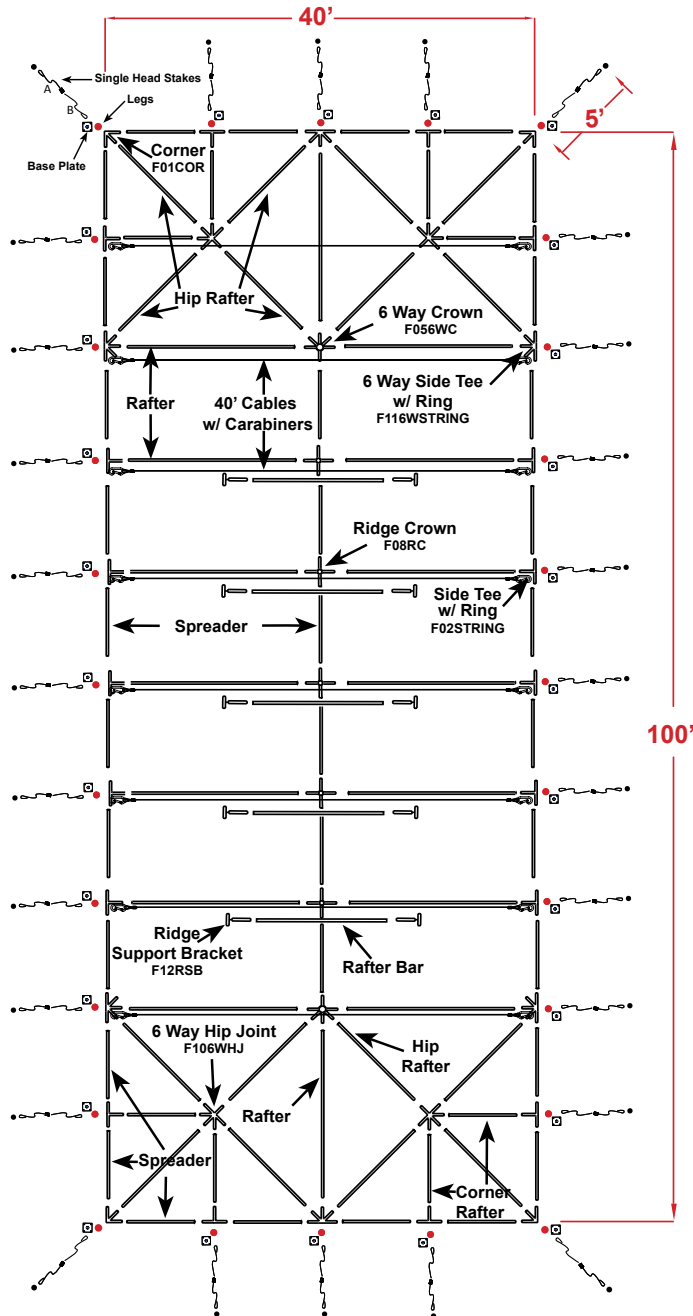 40'
Single Head Stakes
A
B
Legs
Base Plate
5'
Corner
F01COR
Hip Rafter
6 Way Crown
F056WC
Rafter
40' Cables
w/ Carabiners
6 Way Side Tee
w/ Ring
F116WSTRING
Ridge Crown
F08RC
Side Tee
w/ Ring
F02STRING
Spreader
100'
Ridge
Support Bracket
F12RSB
Rafter Bar
6 Way Hip Joint
F106WHJ
Hip
Rafter
Rafter
Spreader
Corner
Rafter